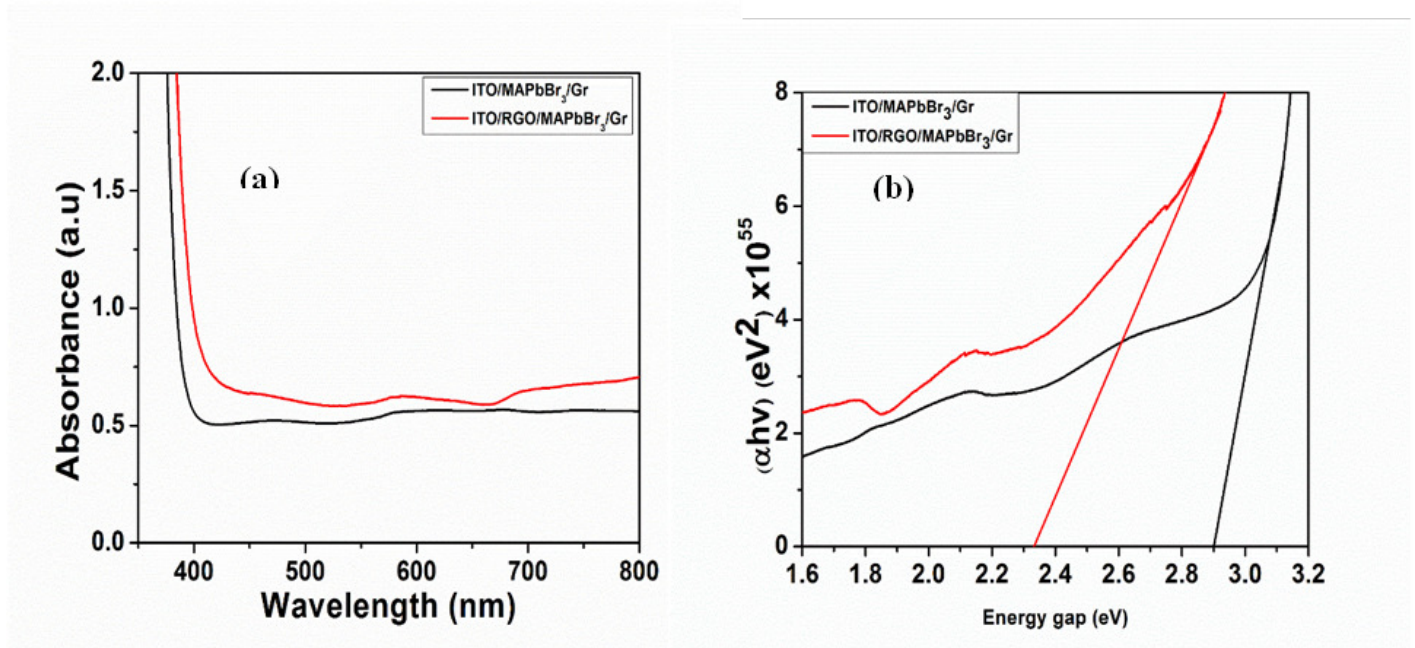 2.0
1.5
1.0
0.5
0.0
Absorbance (a.u)
ITO/MAPbBr₃/Gr
ITO/RGO/MAPbBr₃/Gr
(a)
400 500 600 700 800
Wavelength (nm)
8
6
4
2
0
(αhν) (eV²) x10⁵⁵
ITO/MAPbBr₃/Gr
ITO/RGO/MAPbBr₃/Gr
(b)
1.6 1.8 2.0 2.2 2.4 2.6 2.8 3.0 3.2
Energy gap (eV)